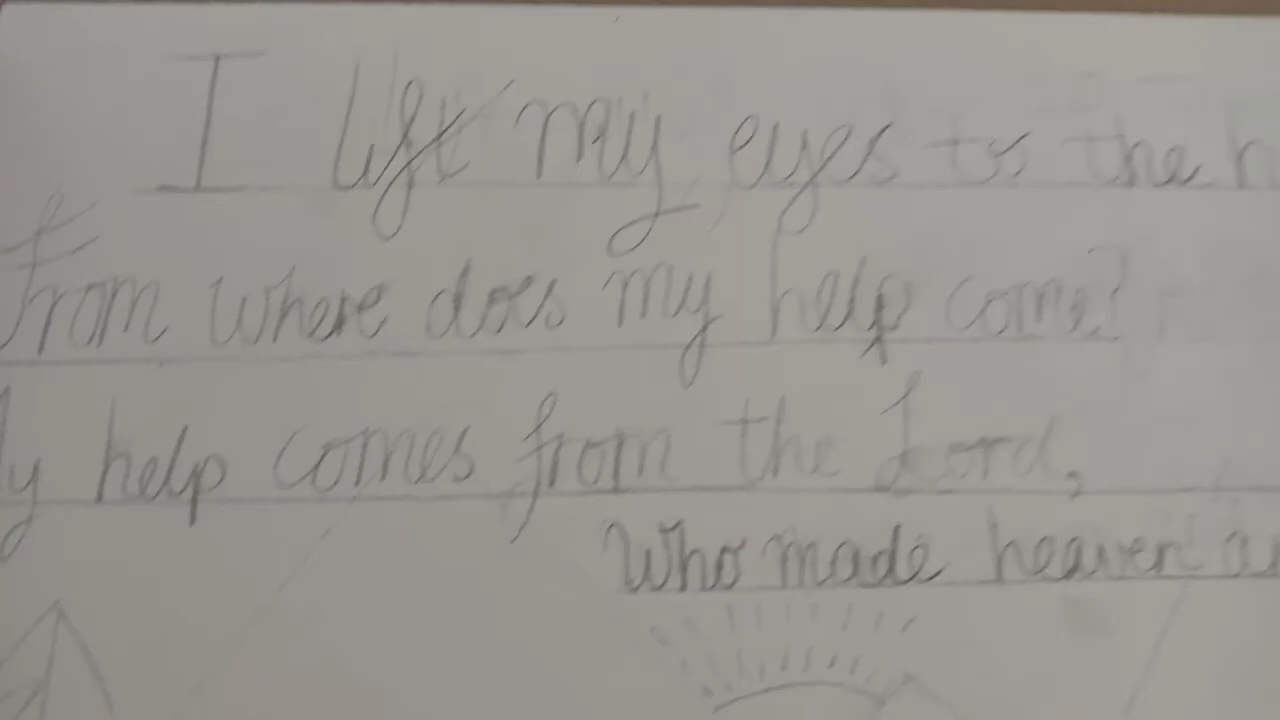 I lift my eyes to the h
From where does my help come?
y help comes from the Lord,
Who made heaven a